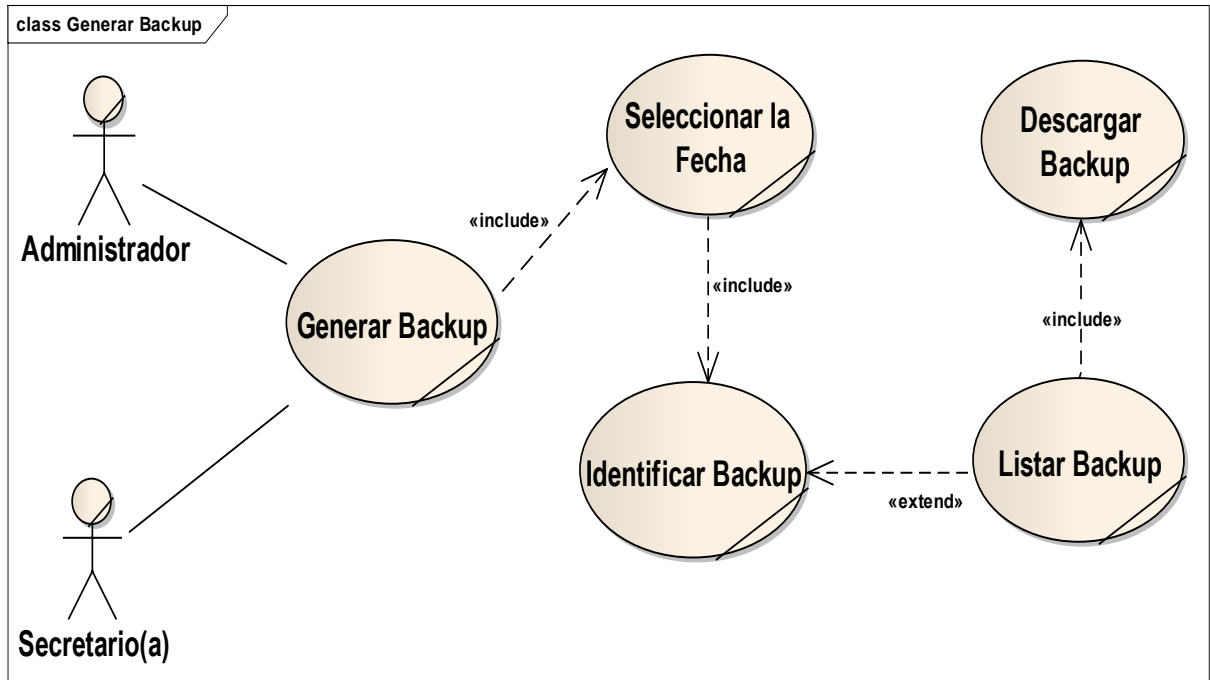 class Generar Backup
Administrador
Secretario(a)
Generar Backup
«include»
Seleccionar la
Fecha
«include»
Identificar Backup
«extend»
Listar Backup
«include»
Descargar
Backup